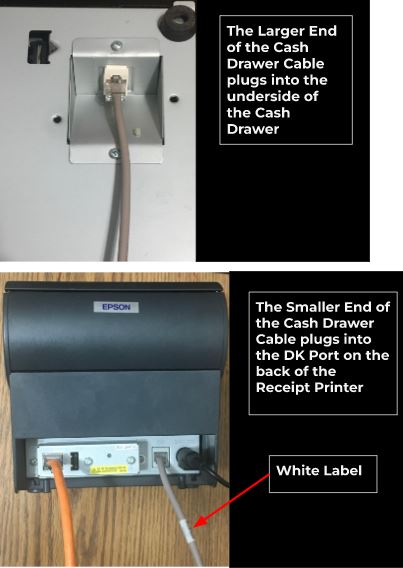 The Larger End
of the Cash
Drawer Cable
plugs into the
underside of
the Cash
Drawer
EPSON
The Smaller End of
the Cash Drawer
Cable plugs into
the DK Port on the
back of the
Receipt Printer
White Label